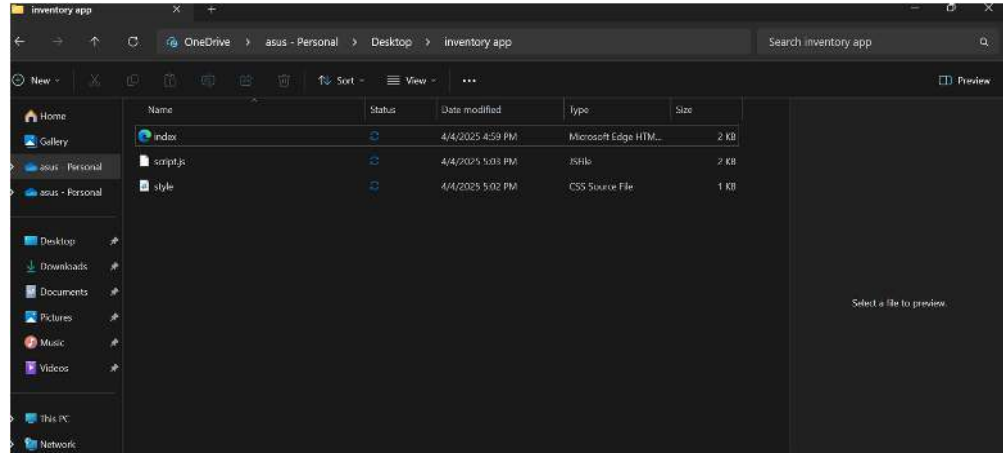 inventory app
OneDrive > asus - Personal > Desktop > inventory app
Search inventory app
New
Sort
View
Preview
Name
Status
Date modified
Type
Size
Home
Gallery
asus - Personal
asus - Personal
Desktop
Downloads
Documents
Pictures
Music
Videos
This PC
Network
index 4/4/2025 4:59 PM Microsoft Edge HTM... 2 KB
script.js 4/4/2025 5:03 PM JSFile 2 KB
style 4/4/2025 5:02 PM CSS Source File 1 KB
Select a file to preview.